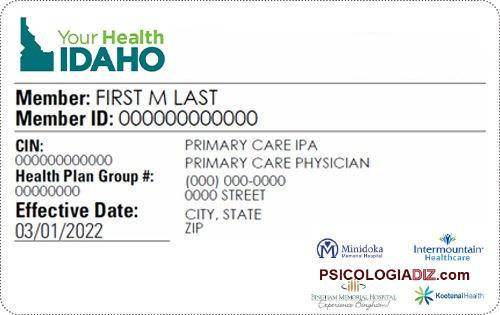 Your Health
IDAHO
Member: FIRST M LAST
Member ID: 000000000000
CIN:
000000000000
Health Plan Group #:
00000000
Effective Date:
03/01/2022
PRIMARY CARE IPA
PRIMARY CARE PHYSICIAN
(000) 000-0000
0000 STREET
CITY, STATE
ZIP
Minidoka
Memorial Hospital
Intermountain
Healthcare
PSICOLOGIADIZ.com
BINGHAM MEMORIAL HOSPITAL
Experience Bingham!
KootenaiHealth